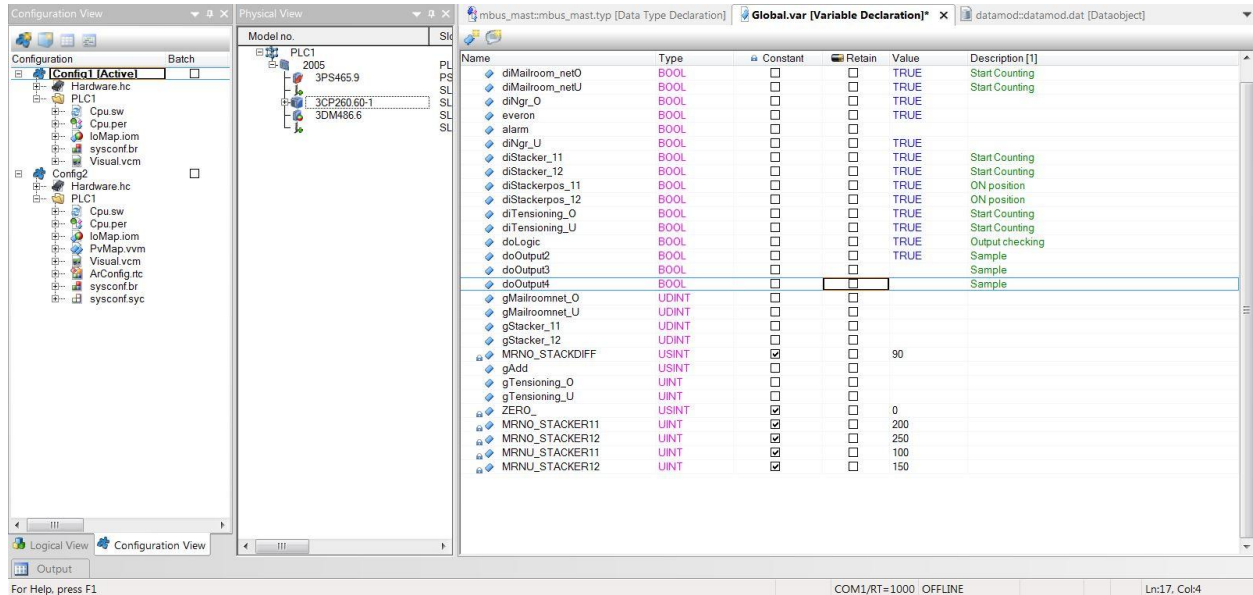 Configuration View
Physical View
mbus_mast::mbus_mast.typ [Data Type Declaration]
Global.var [Variable Declaration]*
datamod::datamod.dat [Dataobject]
Configuration Batch
Config1 [Active]
Hardware.hc
PLC1
Cpu.sw
Cpu.per
IoMap.iom
sysconf.br
Visual.vcm
Config2
Hardware.hc
PLC1
Cpu.sw
Cpu.per
IoMap.iom
PvMap.vvm
Visual.vcm
ArConfig.rtc
sysconf.br
sysconf.syc
Logical View
Configuration View
Model no. Slo
PLC1
2005 PL
3PS465.9 PS
SL
3CP260.60-1 SL
3DM486.6 SL
SL
Name Type Constant Retain Value Description [1]
diMailroom_netO BOOL TRUE Start Counting
diMailroom_netU BOOL TRUE Start Counting
diNgr_O BOOL TRUE
everon BOOL TRUE
alarm BOOL
diNgr_U BOOL TRUE
diStacker_11 BOOL TRUE Start Counting
diStacker_12 BOOL TRUE Start Counting
diStackerpos_11 BOOL TRUE ON position
diStackerpos_12 BOOL TRUE ON position
diTensioning_O BOOL TRUE Start Counting
diTensioning_U BOOL TRUE Start Counting
doLogic BOOL TRUE Output checking
doOutput2 BOOL TRUE Sample
doOutput3 BOOL Sample
doOutput4 BOOL Sample
gMailroomnet_O UDINT
gMailroomnet_U UDINT
gStacker_11 UDINT
gStacker_12 UDINT
MRNO_STACKDIFF USINT 90
gAdd USINT
gTensioning_O UINT
gTensioning_U UINT
ZERO_ USINT 0
MRNO_STACKER11 UINT 200
MRNO_STACKER12 UINT 250
MRNU_STACKER11 UINT 100
MRNU_STACKER12 UINT 150
Output
For Help, press F1
COM1/RT=1000 OFFLINE Ln:17, Col:4